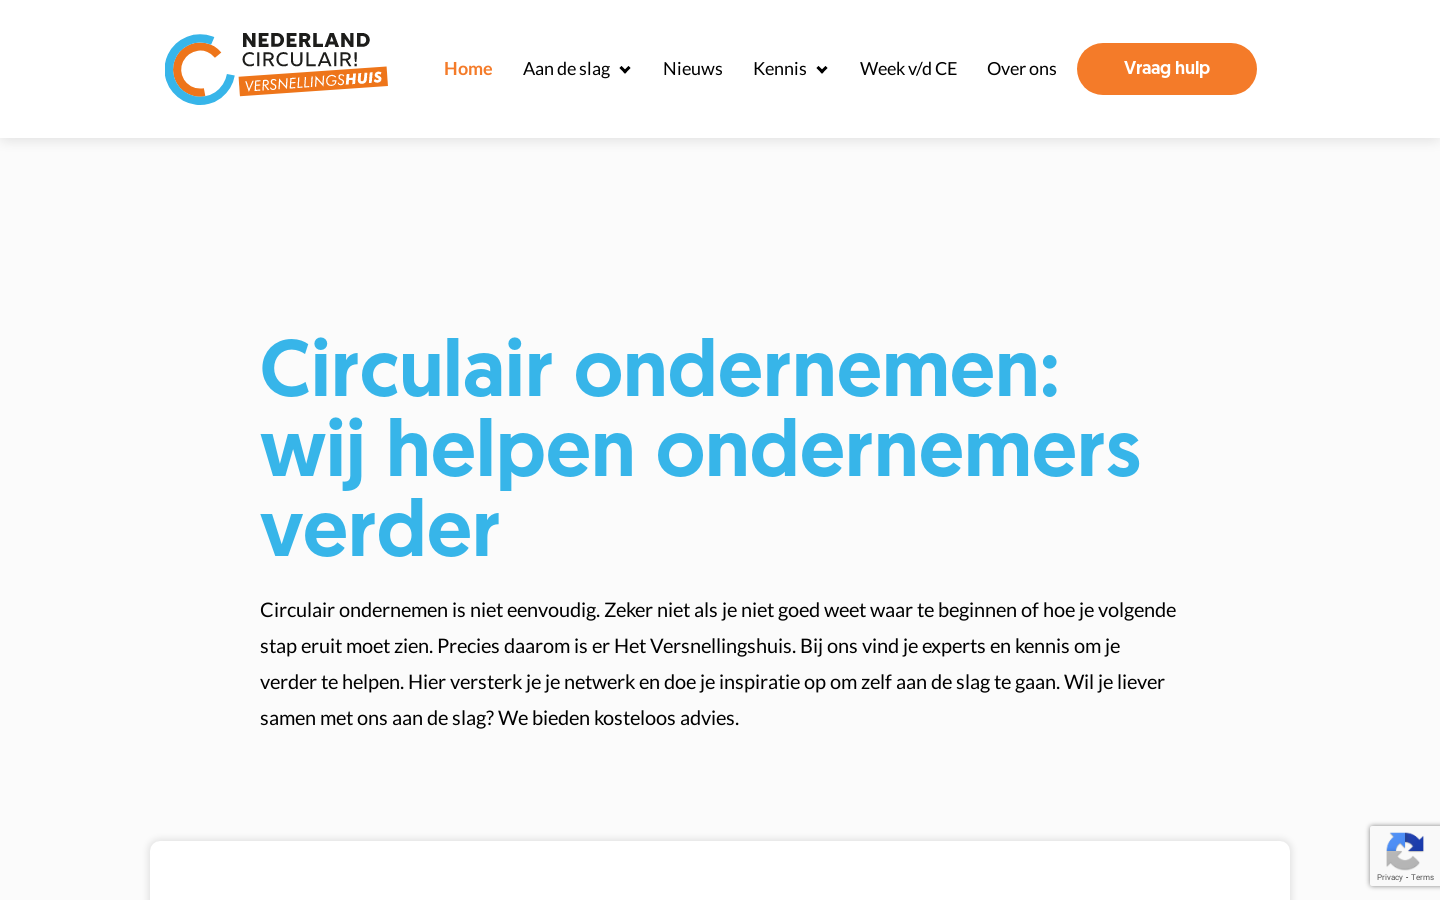 NEDERLAND
CIRCULAIR!
VERSNELLINGSHUIS
Home
Aan de slag
Nieuws
Kennis
Week v/d CE
Over ons
Vraag hulp
Circulair ondernemen:
wij helpen ondernemers
verder
Circulair ondernemen is niet eenvoudig. Zeker niet als je niet goed weet waar te beginnen of hoe je volgende
stap eruit moet zien. Precies daarom is er Het Versnellingshuis. Bij ons vind je experts en kennis om je
verder te helpen. Hier versterk je je netwerk en doe je inspiratie op om zelf aan de slag te gaan. Wil je liever
samen met ons aan de slag? We bieden kosteloos advies.
Privacy - Terms